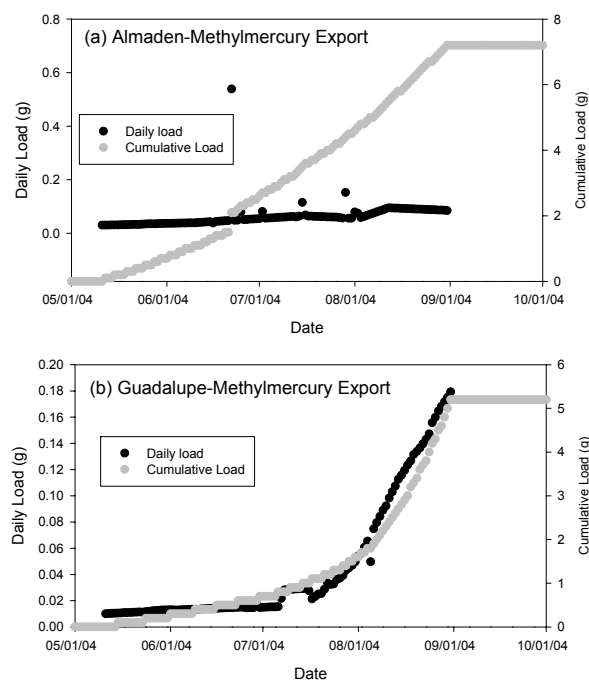 (a) Almaden-Methylmercury Export
Daily Load (g)
0.8
0.6
0.4
0.2
0.0
Daily load
Cumulative Load
8
6
4
2
0
Cumulative Load (g)
05/01/04 06/01/04 07/01/04 08/01/04 09/01/04 10/01/04
Date
(b) Guadalupe-Methylmercury Export
Daily Load (g)
0.20
0.18
0.16
0.14
0.12
0.10
0.08
0.06
0.04
0.02
0.00
Daily load
Cumulative Load
6
5
4
3
2
1
0
Cumulative Load (g)
05/01/04 06/01/04 07/01/04 08/01/04 09/01/04 10/01/04
Date